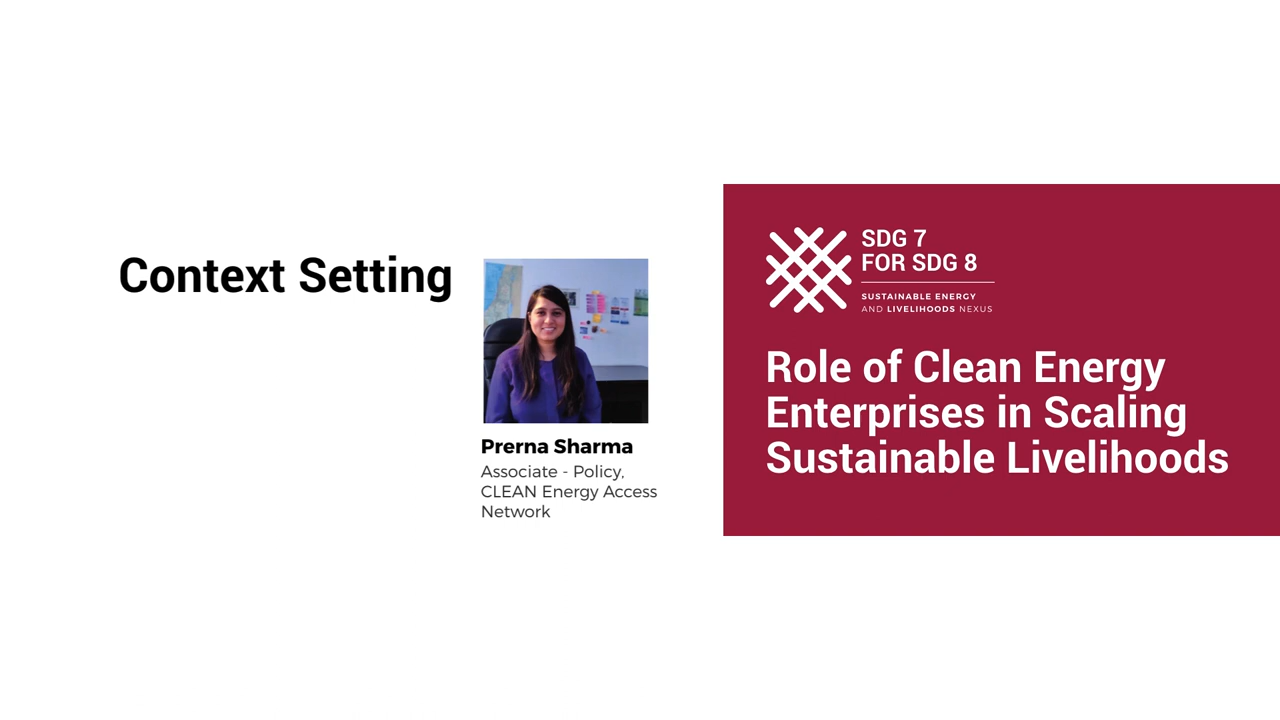 Context Setting
Prerna Sharma
Associate - Policy,
CLEAN Energy Access
Network
SDG 7
FOR SDG 8
SUSTAINABLE ENERGY
AND LIVELIHOODS NEXUS
Role of Clean Energy
Enterprises in Scaling
Sustainable Livelihoods